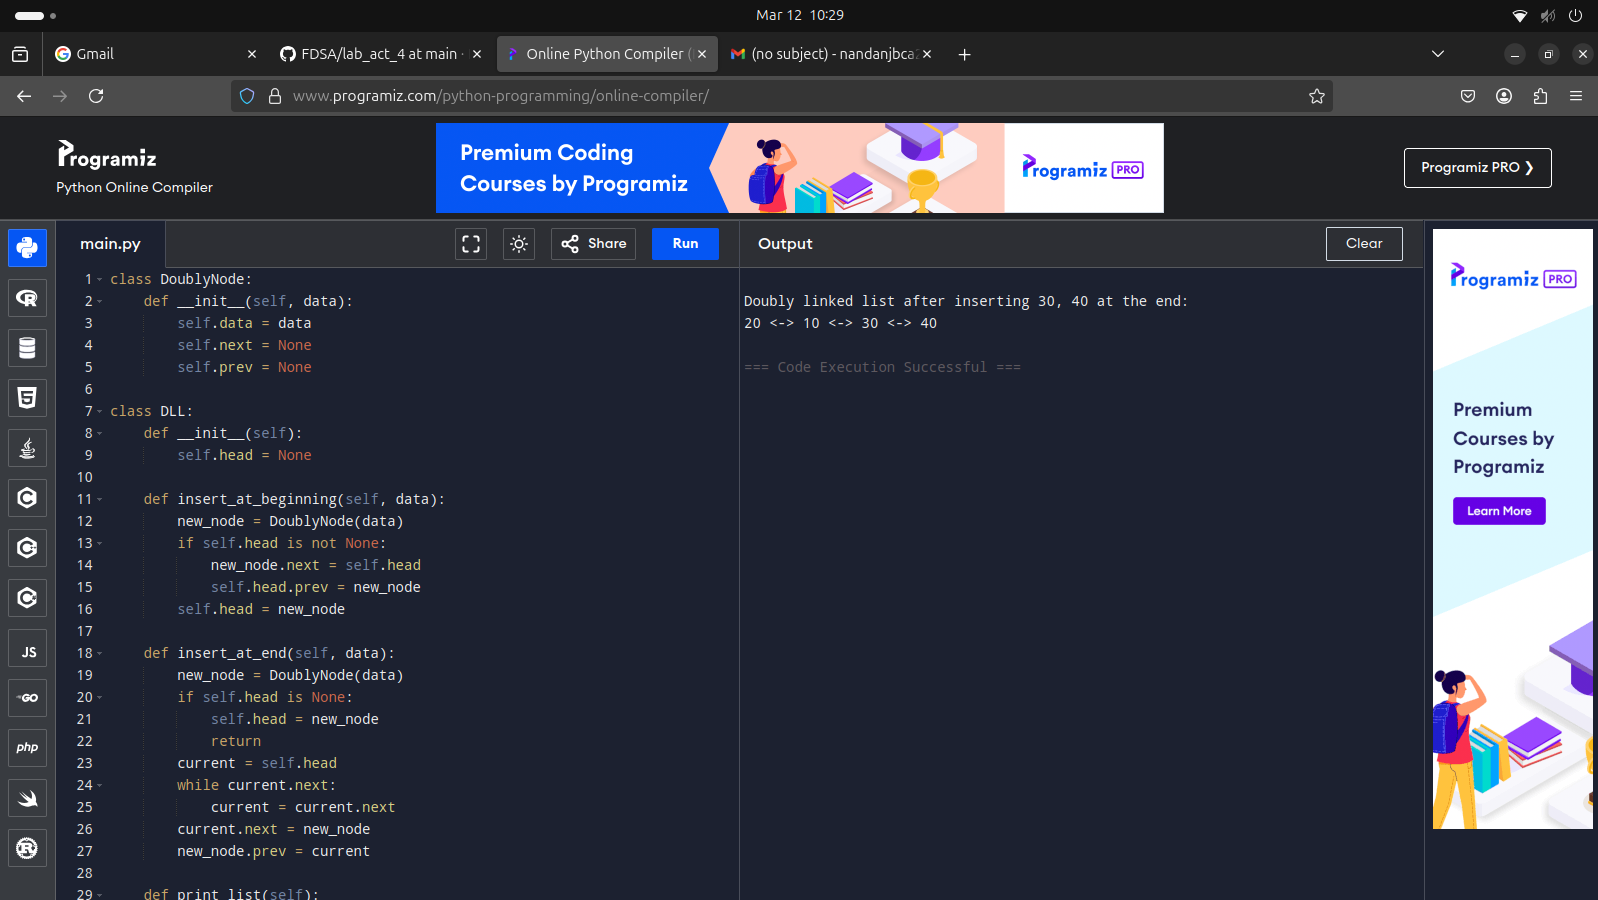 Mar 12 10:29
Gmail
FDSA/lab_act_4 at main ·
Online Python Compiler (
(no subject) - nandanjbca
www.programiz.com/python-programming/online-compiler/
Programiz
Python Online Compiler
Premium Coding
Courses by Programiz
Programiz PRO
Programiz PRO ❯
main.py
Share
Run
Output
Clear
1 class DoublyNode:
2     def __init__(self, data):
3         self.data = data
4         self.next = None
5         self.prev = None
6
7 class DLL:
8     def __init__(self):
9         self.head = None
10
11     def insert_at_beginning(self, data):
12         new_node = DoublyNode(data)
13         if self.head is not None:
14             new_node.next = self.head
15             self.head.prev = new_node
16         self.head = new_node
17
18     def insert_at_end(self, data):
19         new_node = DoublyNode(data)
20         if self.head is None:
21             self.head = new_node
22             return
23         current = self.head
24         while current.next:
25             current = current.next
26         current.next = new_node
27         new_node.prev = current
28
29     def print_list(self):
Doubly linked list after inserting 30, 40 at the end:
20 <-> 10 <-> 30 <-> 40
=== Code Execution Successful ===
R
5
C
C
C
JS
GO
php
R
Programiz PRO
Premium
Courses by
Programiz
Learn More